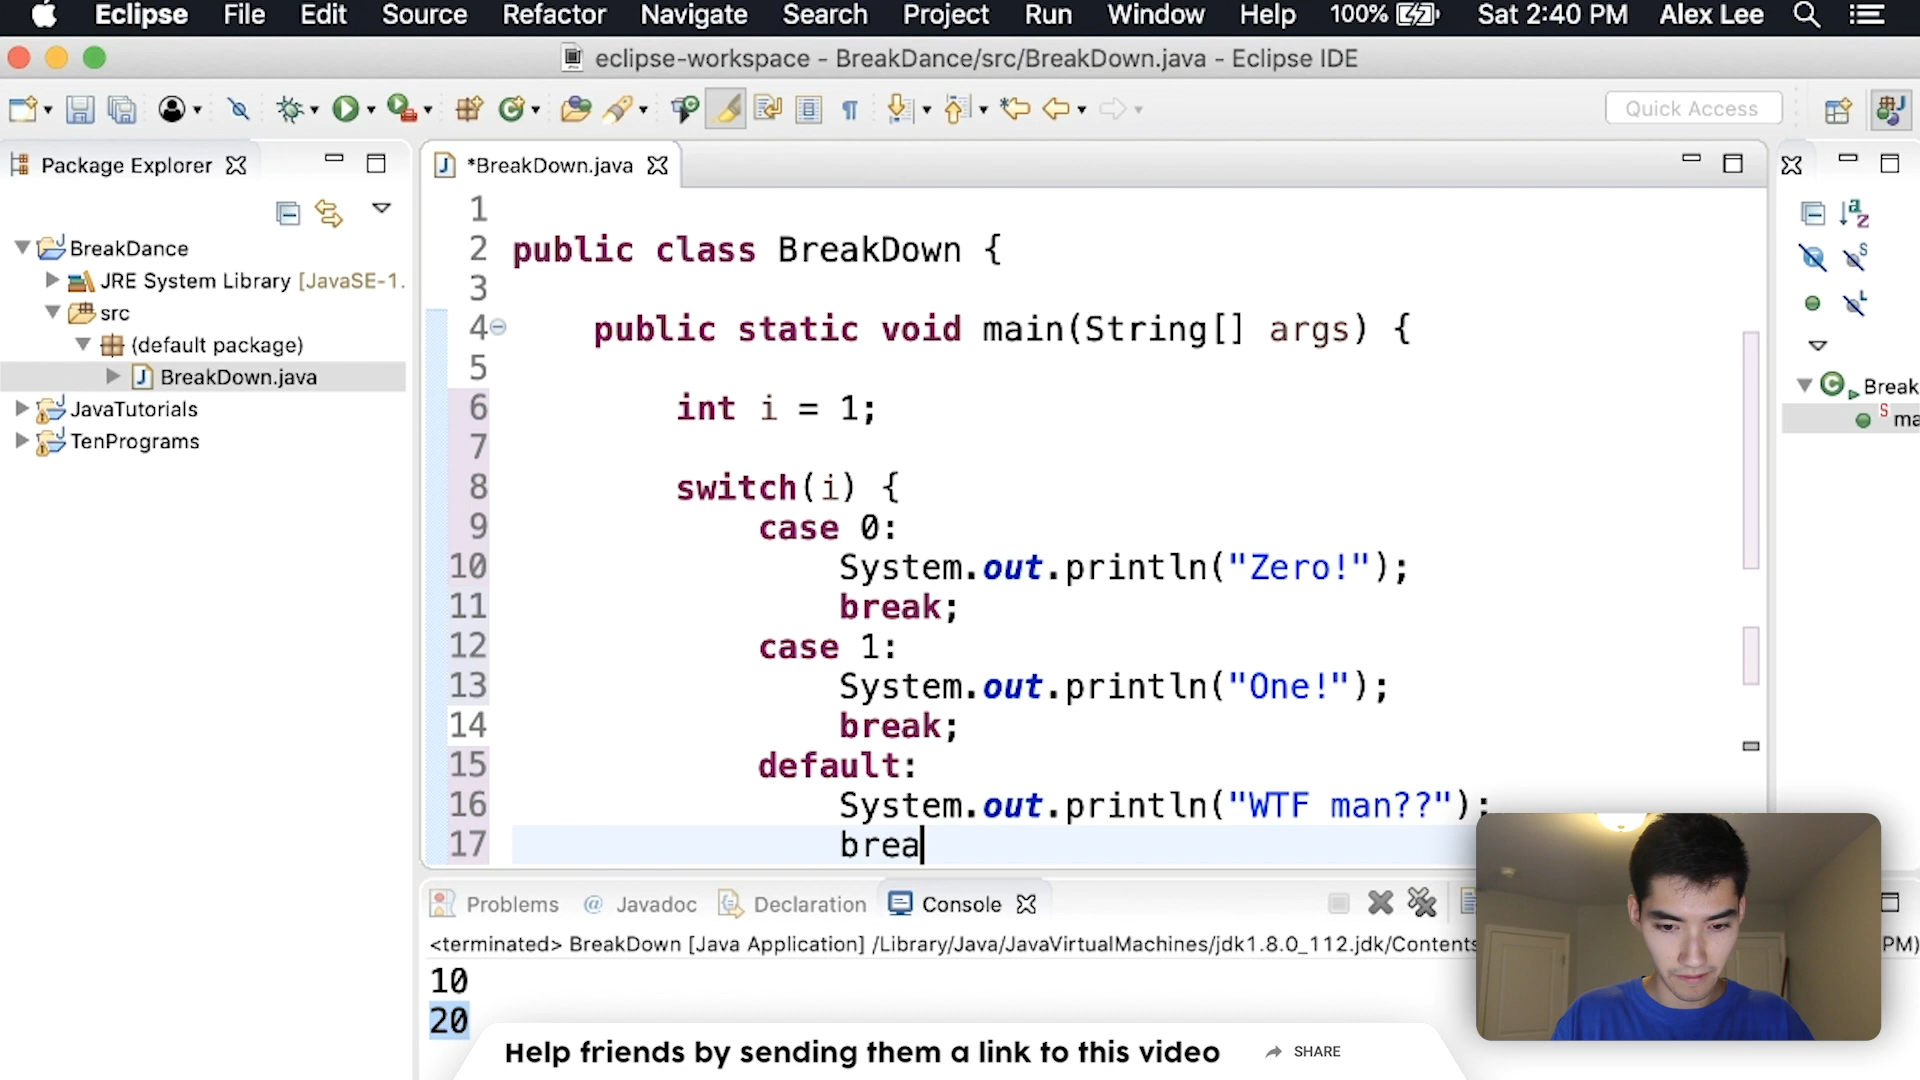 Eclipse File Edit Source Refactor Navigate Search Project Run Window Help 100% Sat 2:40 PM Alex Lee
eclipse-workspace - BreakDance/src/BreakDown.java - Eclipse IDE
Quick Access
Package Explorer
BreakDance
JRE System Library [JavaSE-1.
src
(default package)
BreakDown.java
JavaTutorials
TenPrograms
*BreakDown.java
1
2 public class BreakDown {
3
4 public static void main(String[] args) {
5
6 int i = 1;
7
8 switch(i) {
9 case 0:
10 System.out.println("Zero!");
11 break;
12 case 1:
13 System.out.println("One!");
14 break;
15 default:
16 System.out.println("WTF man??");
17 brea
Break
ma
Problems @ Javadoc Declaration Console
<terminated> BreakDown [Java Application] /Library/Java/JavaVirtualMachines/jdk1.8.0_112.jdk/Contents
PM)
10
20
Help friends by sending them a link to this video SHARE